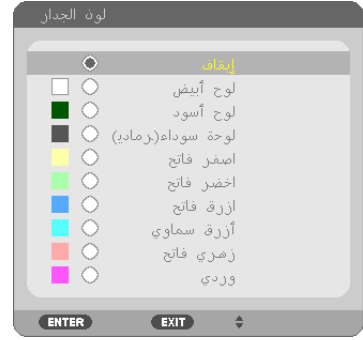 لون الجدار
إيقاف
لوح أبيض
لوح أسود
لوحة سوداء(رمادي)
اصفر فاتح
اخضر فاتح
ازرق فاتح
أزرق سماوي
زهري فاتح
وردي
ENTER EXIT